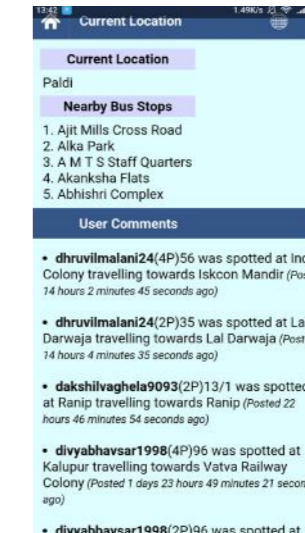 13:42 1.49K/s
Current Location
Current Location
Paldi
Nearby Bus Stops
1. Ajit Mills Cross Road
2. Alka Park
3. A M T S Staff Quarters
4. Akanksha Flats
5. Abhishri Complex
User Comments
• dhruvilmalani24(4P)56 was spotted at
Colony travelling towards Iskcon Mandir
14 hours 2 minutes 45 seconds ago)
• dhruvilmalani24(2P)35 was spotted at
Darwaja travelling towards Lal Darwaja
14 hours 4 minutes 35 seconds ago)
• dakshilvaghela9093(2P)13/1 was spotted
at Ranip travelling towards Ranip (Posted 22
hours 46 minutes 54 seconds ago)
• divyabhavsar1998(4P)96 was spotted at
Kalupur travelling towards Vatva Railway
Colony (Posted 1 days 23 hours 49 minutes 21
ago)
• divyabhavsar1998(2P)96 was spotted at